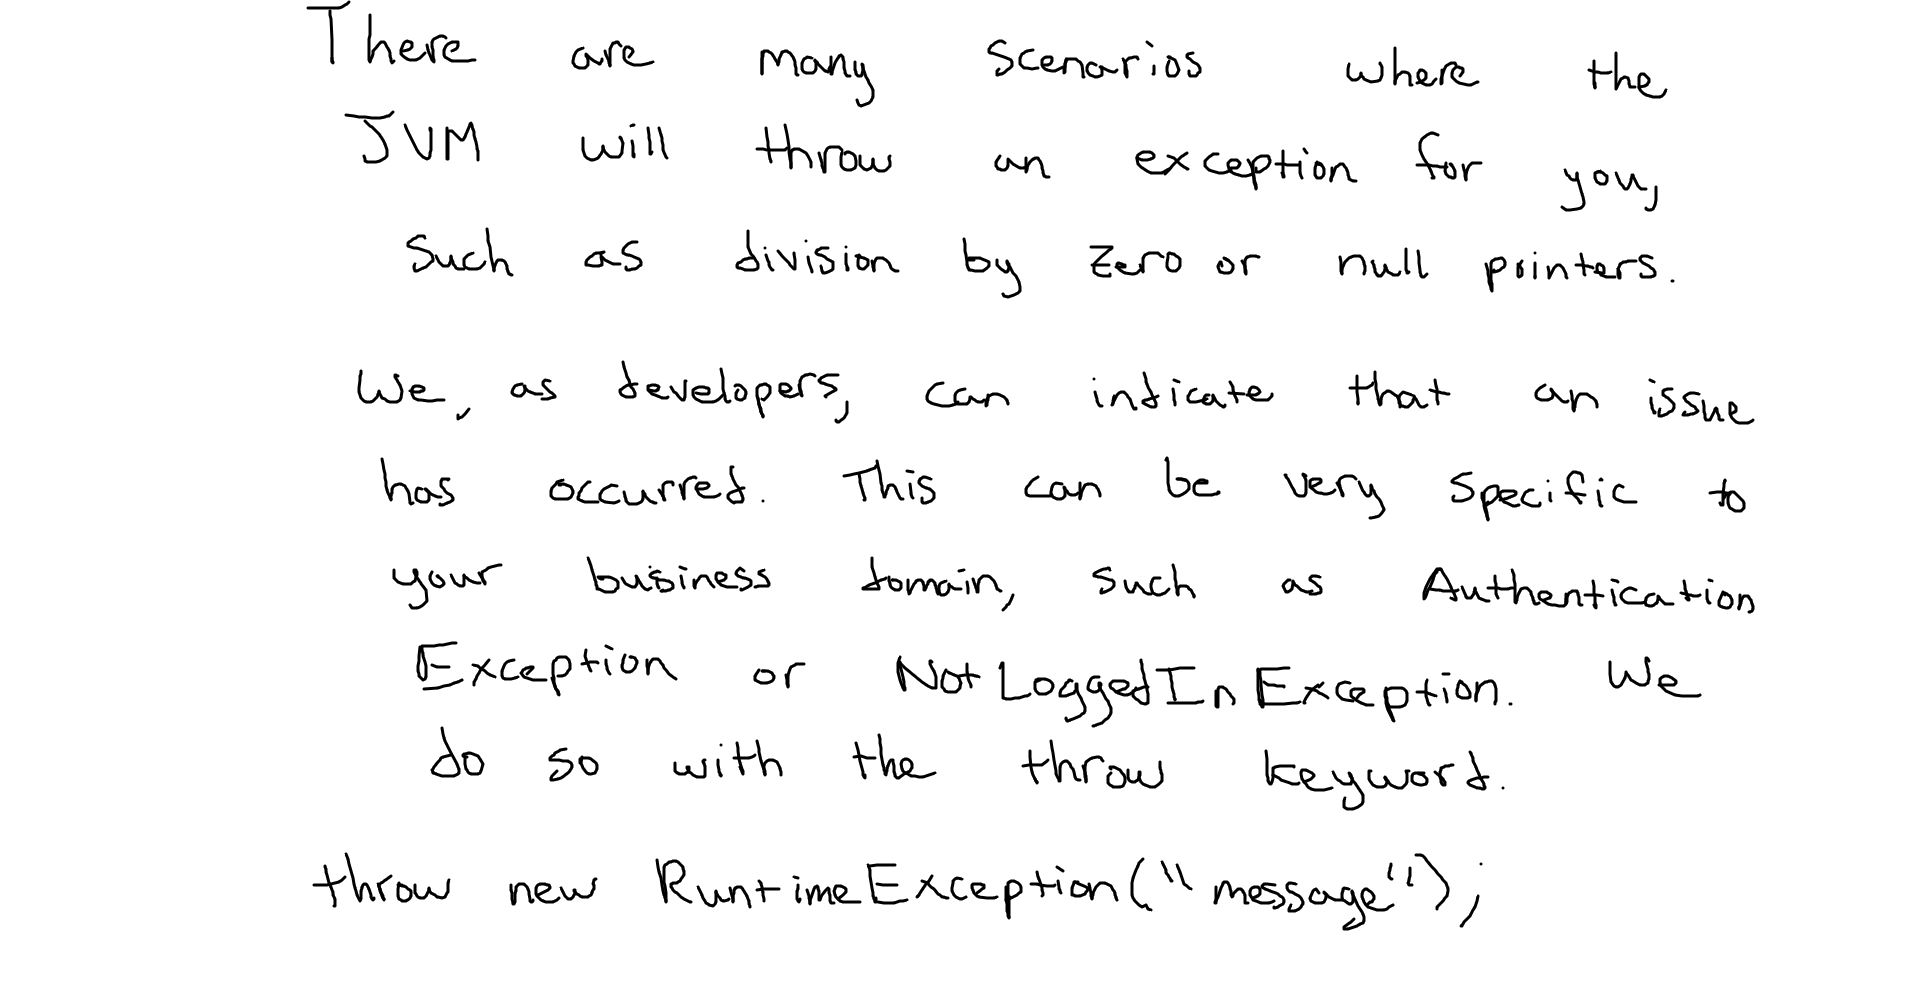 There are many scenarios where the
JVM will throw an exception for you,
such as division by zero or null pointers.
We, as developers, can indicate that an issue
has occurred. This can be very specific to
your business domain, such as Authentication
Exception or NotLoggedInException. We
do so with the throw keyword.
throw new RuntimeException("message");